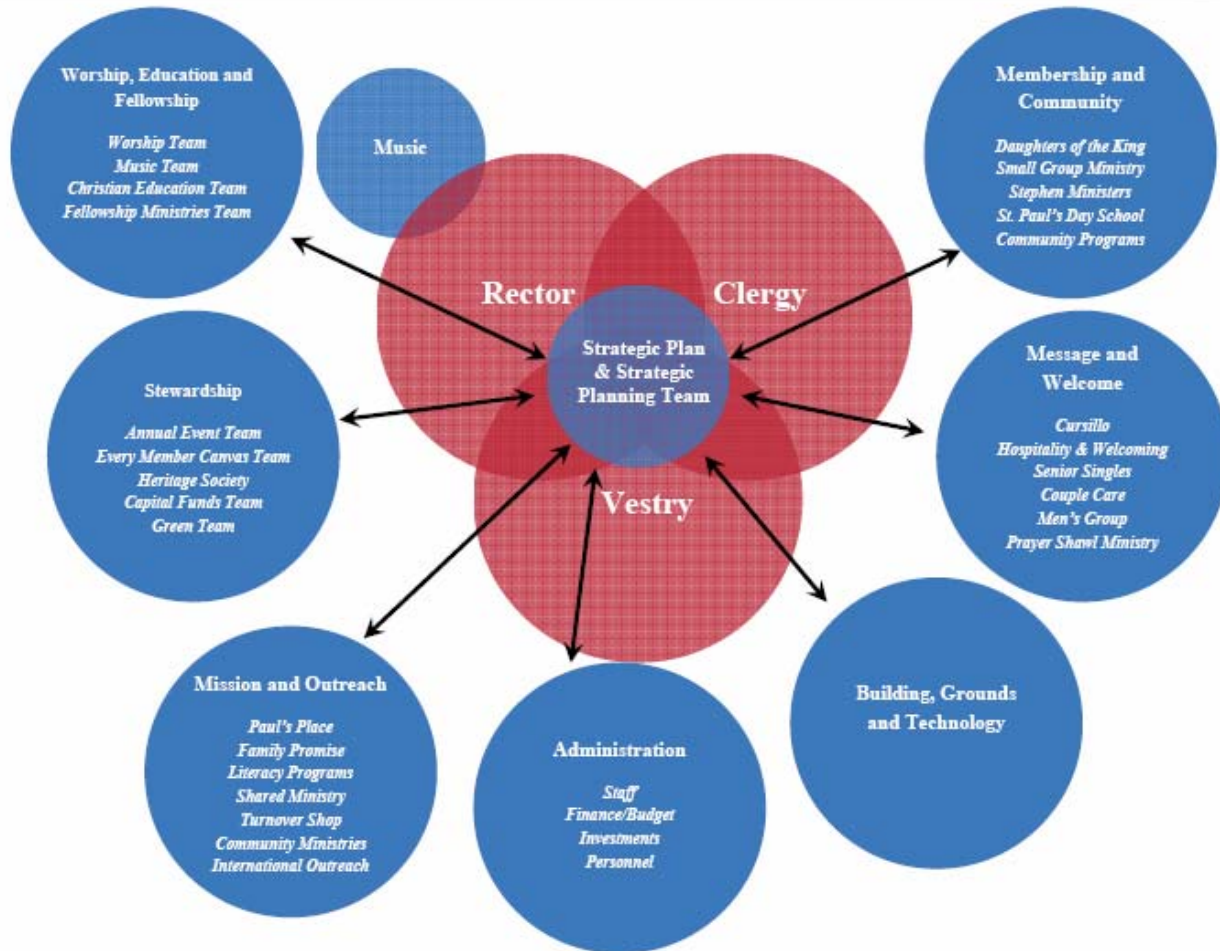 Worship, Education and
Fellowship
Worship Team
Music Team
Christian Education Team
Fellowship Ministries Team
Music
Membership and
Community
Daughters of the King
Small Group Ministry
Stephen Ministers
St. Paul's Day School
Community Programs
Rector
Clergy
Strategic Plan
& Strategic
Planning Team
Vestry
Stewardship
Annual Event Team
Every Member Canvas Team
Heritage Society
Capital Funds Team
Green Team
Message and
Welcome
Cursillo
Hospitality & Welcoming
Senior Singles
Couple Care
Men's Group
Prayer Shawl Ministry
Mission and Outreach
Paul's Place
Family Promise
Literacy Programs
Shared Ministry
Turnover Shop
Community Ministries
International Outreach
Administration
Staff
Finance/Budget
Investments
Personnel
Building, Grounds
and Technology